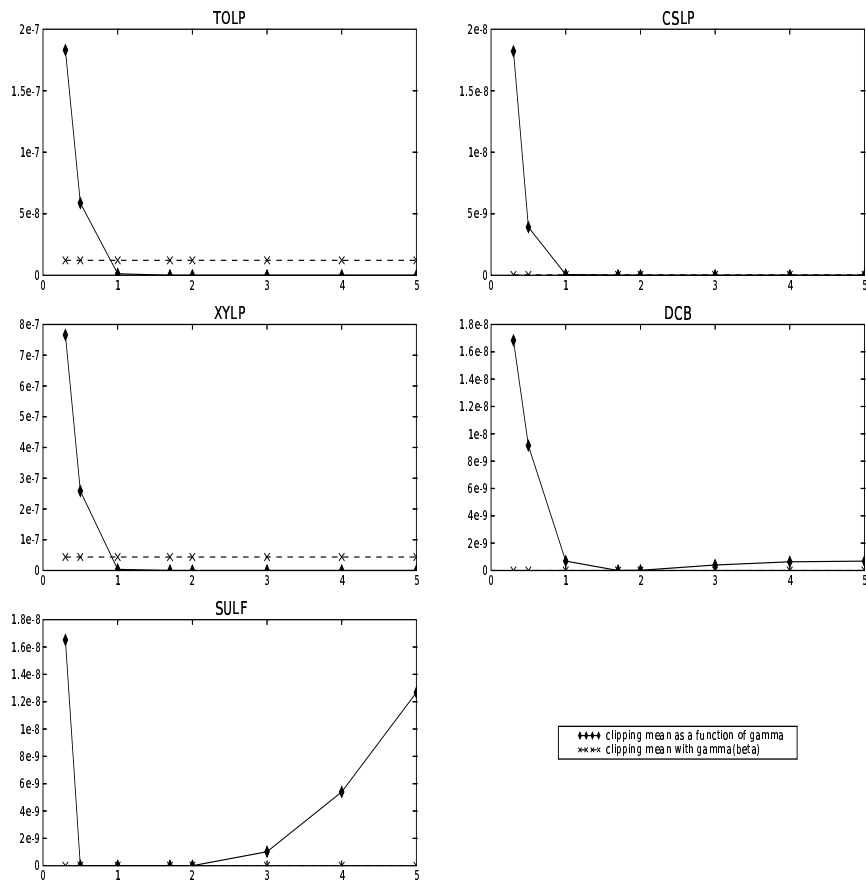 TOLP
2e-7
1.5e-7
1e-7
5e-8
0
0 1 2 3 4 5
CSLP
2e-8
1.5e-8
1e-8
5e-9
0
0 1 2 3 4 5
XYLP
8e-7
7e-7
6e-7
5e-7
4e-7
3e-7
2e-7
1e-7
0
0 1 2 3 4 5
DCB
1.8e-8
1.6e-8
1.4e-8
1.2e-8
1e-8
8e-9
6e-9
4e-9
2e-9
0
0 1 2 3 4 5
SULF
1.8e-8
1.6e-8
1.4e-8
1.2e-8
1e-8
8e-9
6e-9
4e-9
2e-9
0
0 1 2 3 4 5
clipping mean as a function of gamma
clipping mean with gamma(beta)